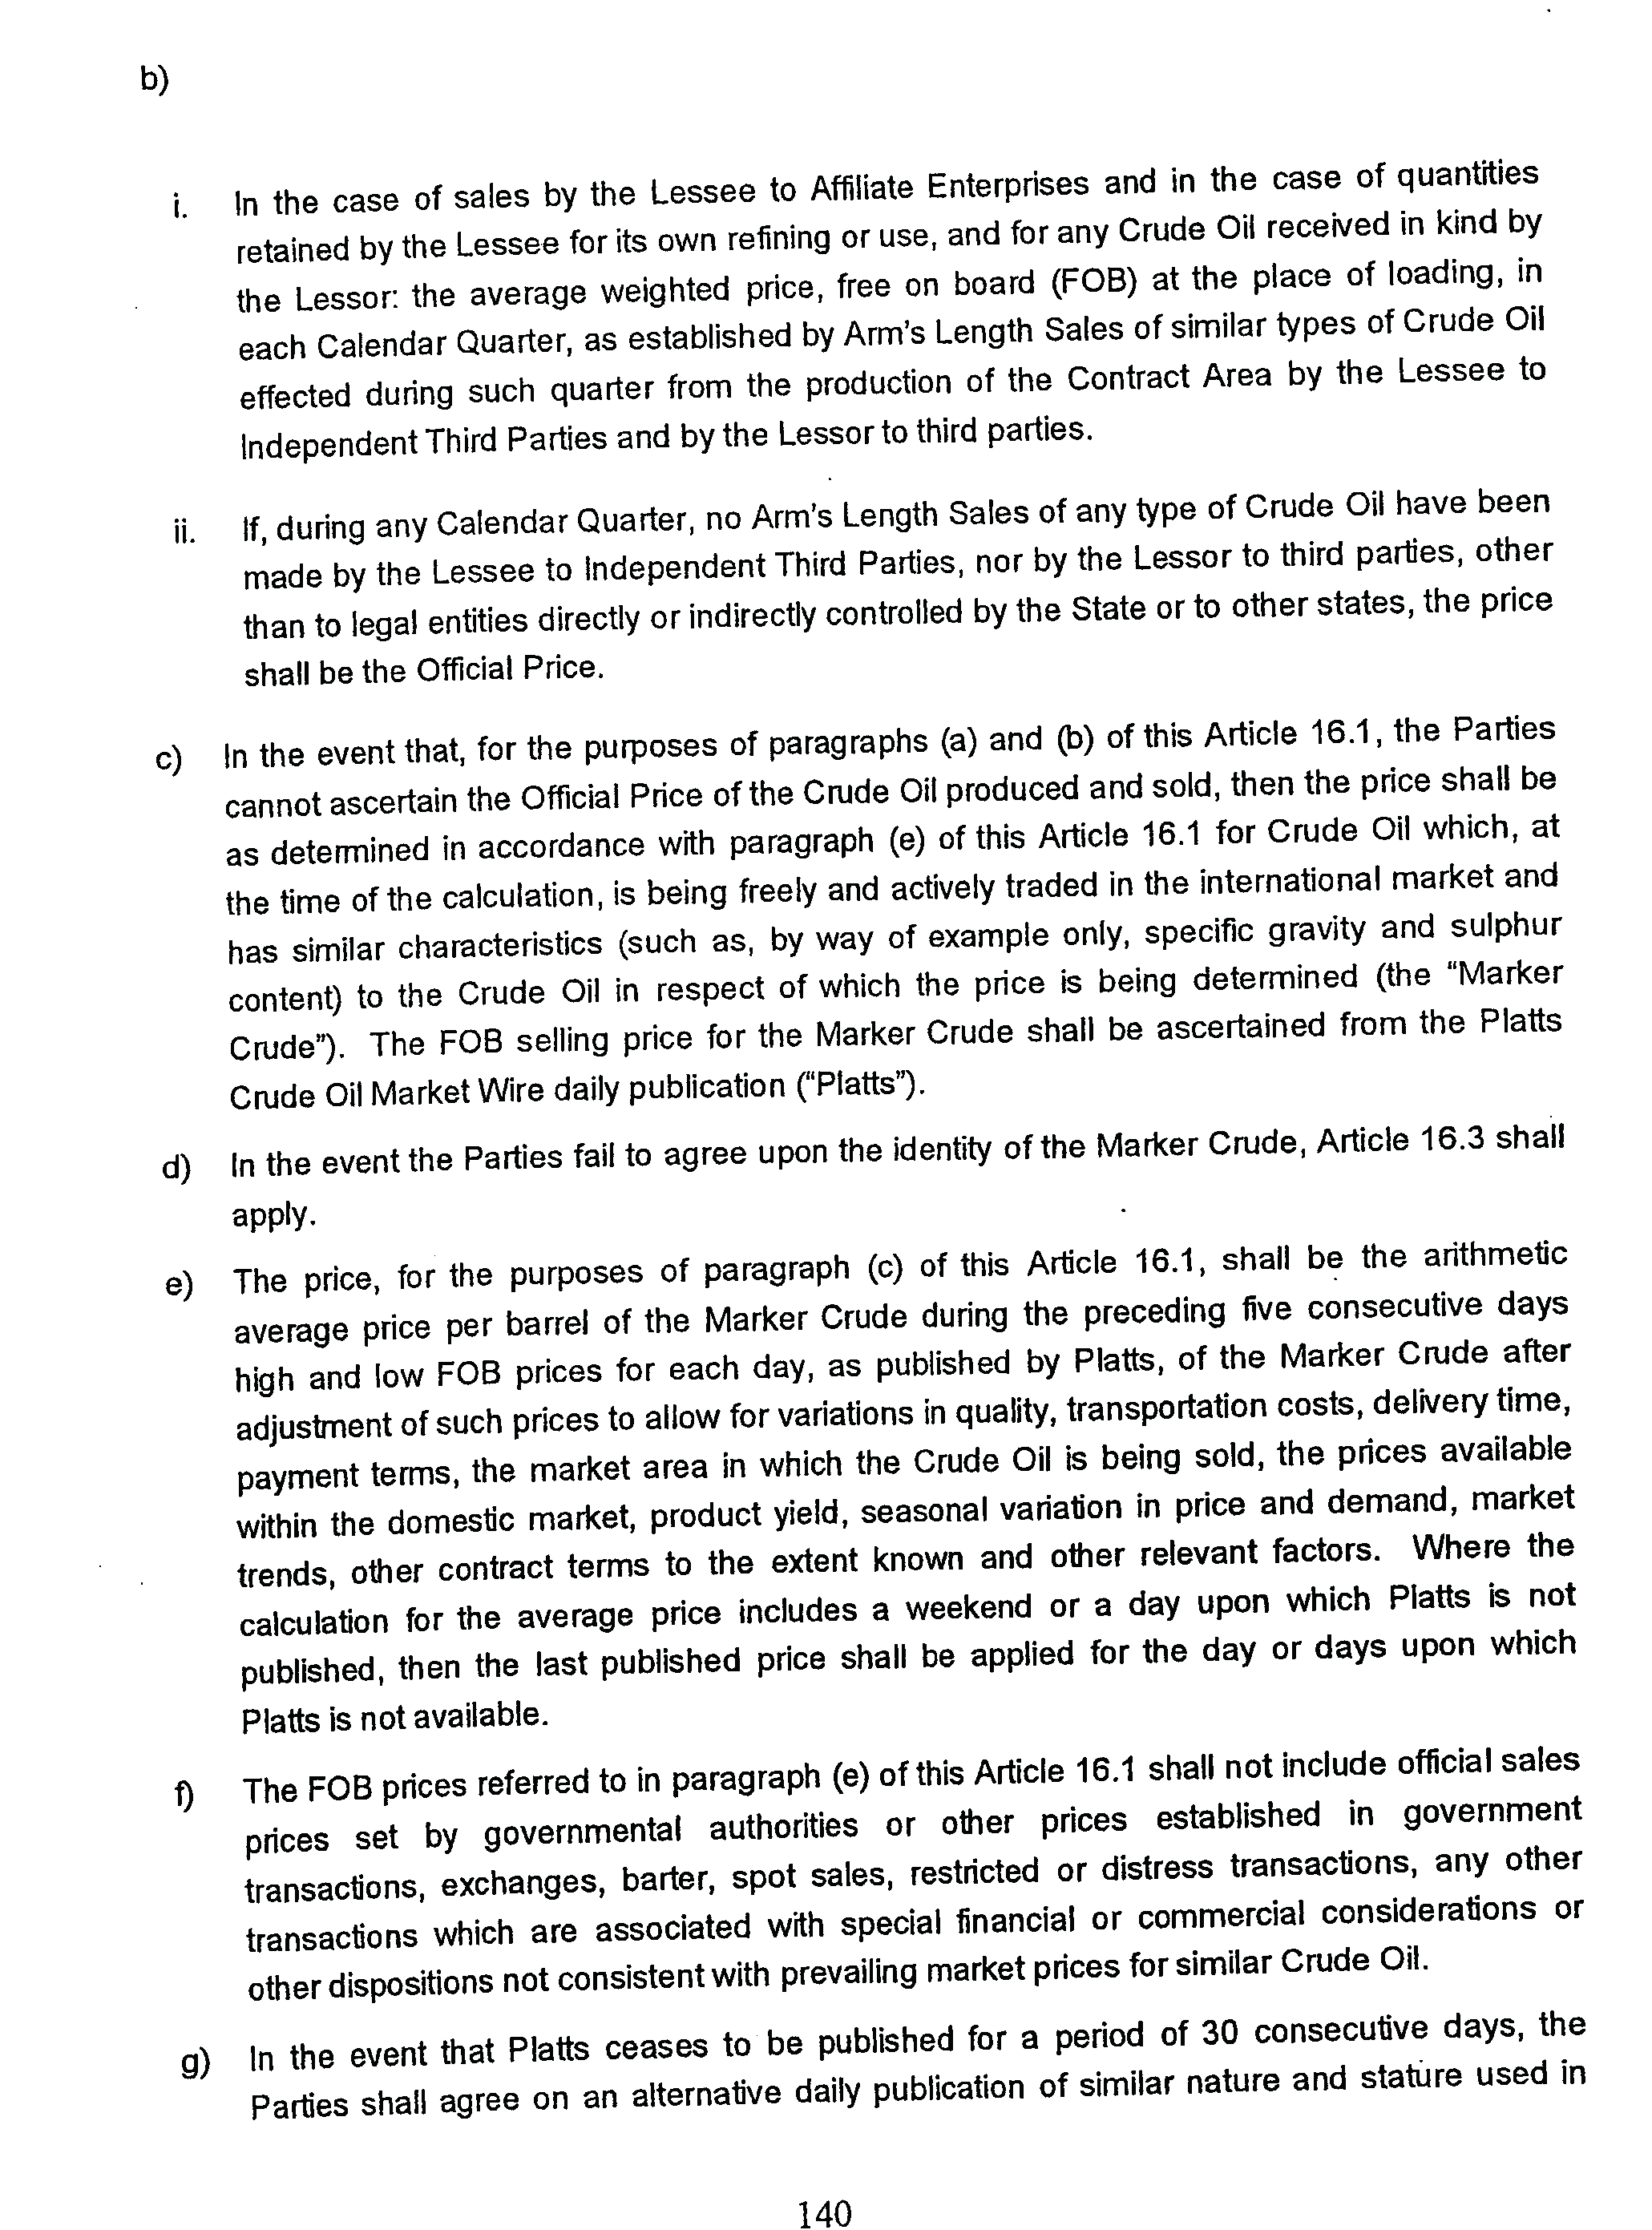 b)
i. In the case of sales by the Lessee to Affiliate Enterprises and in the case of quantities
retained by the Lessee for its own refining or use, and for any Crude Oil received in kind by
the Lessor: the average weighted price, free on board (FOB) at the place of loading, in
each Calendar Quarter, as established by Arm's Length Sales of similar types of Crude Oil
effected during such quarter from the production of the Contract Area by the Lessee to
Independent Third Parties and by the Lessor to third parties.
ii. If, during any Calendar Quarter, no Arm's Length Sales of any type of Crude Oil have been
made by the Lessee to Independent Third Parties, nor by the Lessor to third parties, other
than to legal entities directly or indirectly controlled by the State or to other states, the price
shall be the Official Price.
c) In the event that, for the purposes of paragraphs (a) and (b) of this Article 16.1, the Parties
cannot ascertain the Official Price of the Crude Oil produced and sold, then the price shall be
as determined in accordance with paragraph (e) of this Article 16.1 for Crude Oil which, at
the time of the calculation, is being freely and actively traded in the international market and
has similar characteristics (such as, by way of example only, specific gravity and sulphur
content) to the Crude Oil in respect of which the price is being determined (the “Marker
Crude”). The FOB selling price for the Marker Crude shall be ascertained from the Platts
Crude Oil Market Wire daily publication (“Platts”).
d) In the event the Parties fail to agree upon the identity of the Marker Crude, Article 16.3 shall
apply.
e) The price, for the purposes of paragraph (c) of this Article 16.1, shall be the arithmetic
average price per barrel of the Marker Crude during the preceding five consecutive days
high and low FOB prices for each day, as published by Platts, of the Marker Crude after
adjustment of such prices to allow for variations in quality, transportation costs, delivery time,
payment terms, the market area in which the Crude Oil is being sold, the prices available
within the domestic market, product yield, seasonal variation in price and demand, market
trends, other contract terms to the extent known and other relevant factors. Where the
calculation for the average price includes a weekend or a day upon which Platts is not
published, then the last published price shall be applied for the day or days upon which
Platts is not available.
f) The FOB prices referred to in paragraph (e) of this Article 16.1 shall not include official sales
prices set by governmental authorities or other prices established in government
transactions, exchanges, barter, spot sales, restricted or distress transactions, any other
transactions which are associated with special financial or commercial considerations or
other dispositions not consistent with prevailing market prices for similar Crude Oil.
g) In the event that Platts ceases to be published for a period of 30 consecutive days, the
Parties shall agree on an alternative daily publication of similar nature and stature used in
140